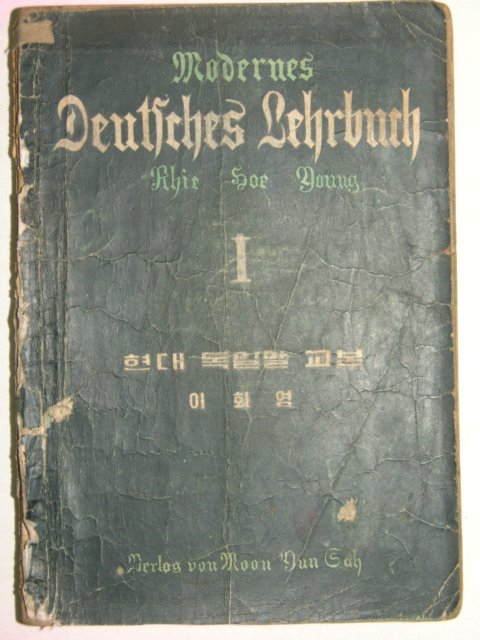 Modernes
Deutsches Lehrbuch
Rhie Hoe Young
I
현대 독일말 교본
이회영
Verlag von Moon Yun Sah